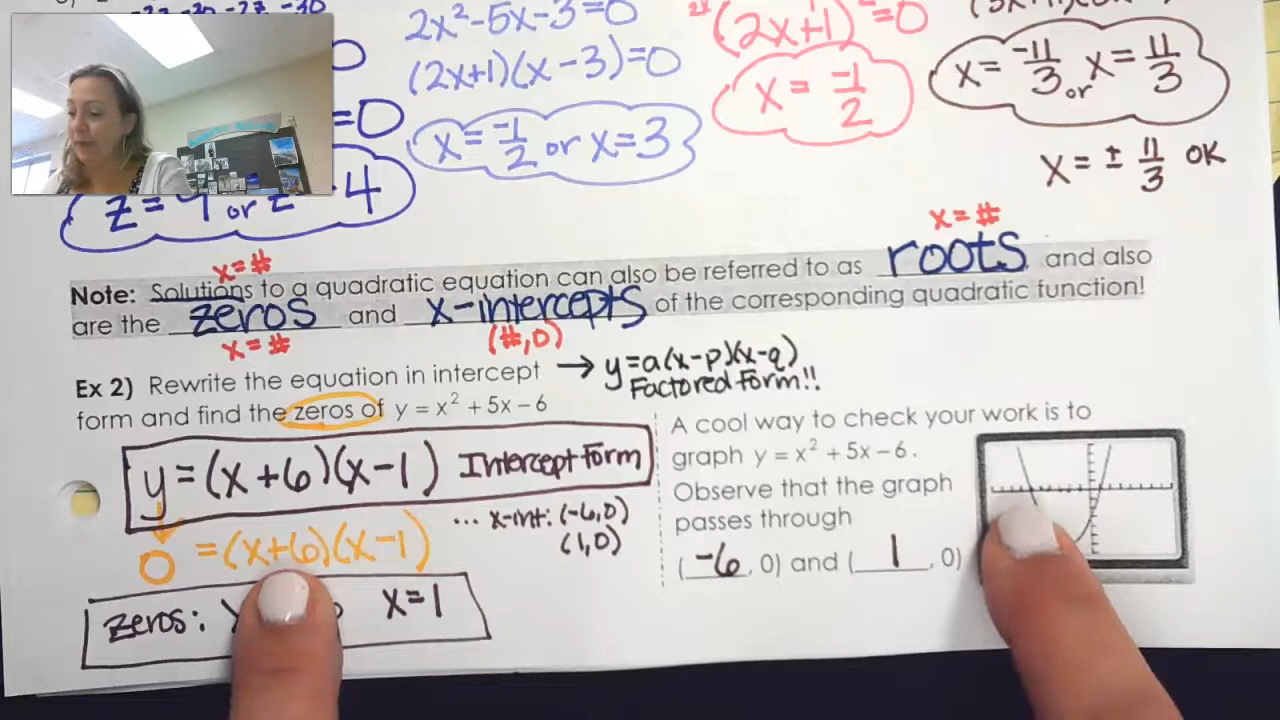 2x²-5x-3=0
(2x+1)(x-3)=0
x=-1/2 or x=3
(2x+1)²=0
x=-1/2
x=-11/3 or x=11/3
x=±11/3 OK
=0
or
x=#
x=#
Note: Solutions to a quadratic equation can also be referred to as roots and also
are the zeros and x-intercepts of the corresponding quadratic function!
x=#
(#,0)
Ex 2) Rewrite the equation in intercept → y=a(x-p)(x-q)
Factored Form!!
form and find the zeros of y = x² + 5x – 6
y=(x+6)(x-1) Intercept Form
0=(x+6)(x-1)
... x-int: (-6,0)
(1,0)
zeros: x=1
A cool way to check your work is to
graph y = x² + 5x – 6.
Observe that the graph
passes through
(-6, 0) and (1, 0)